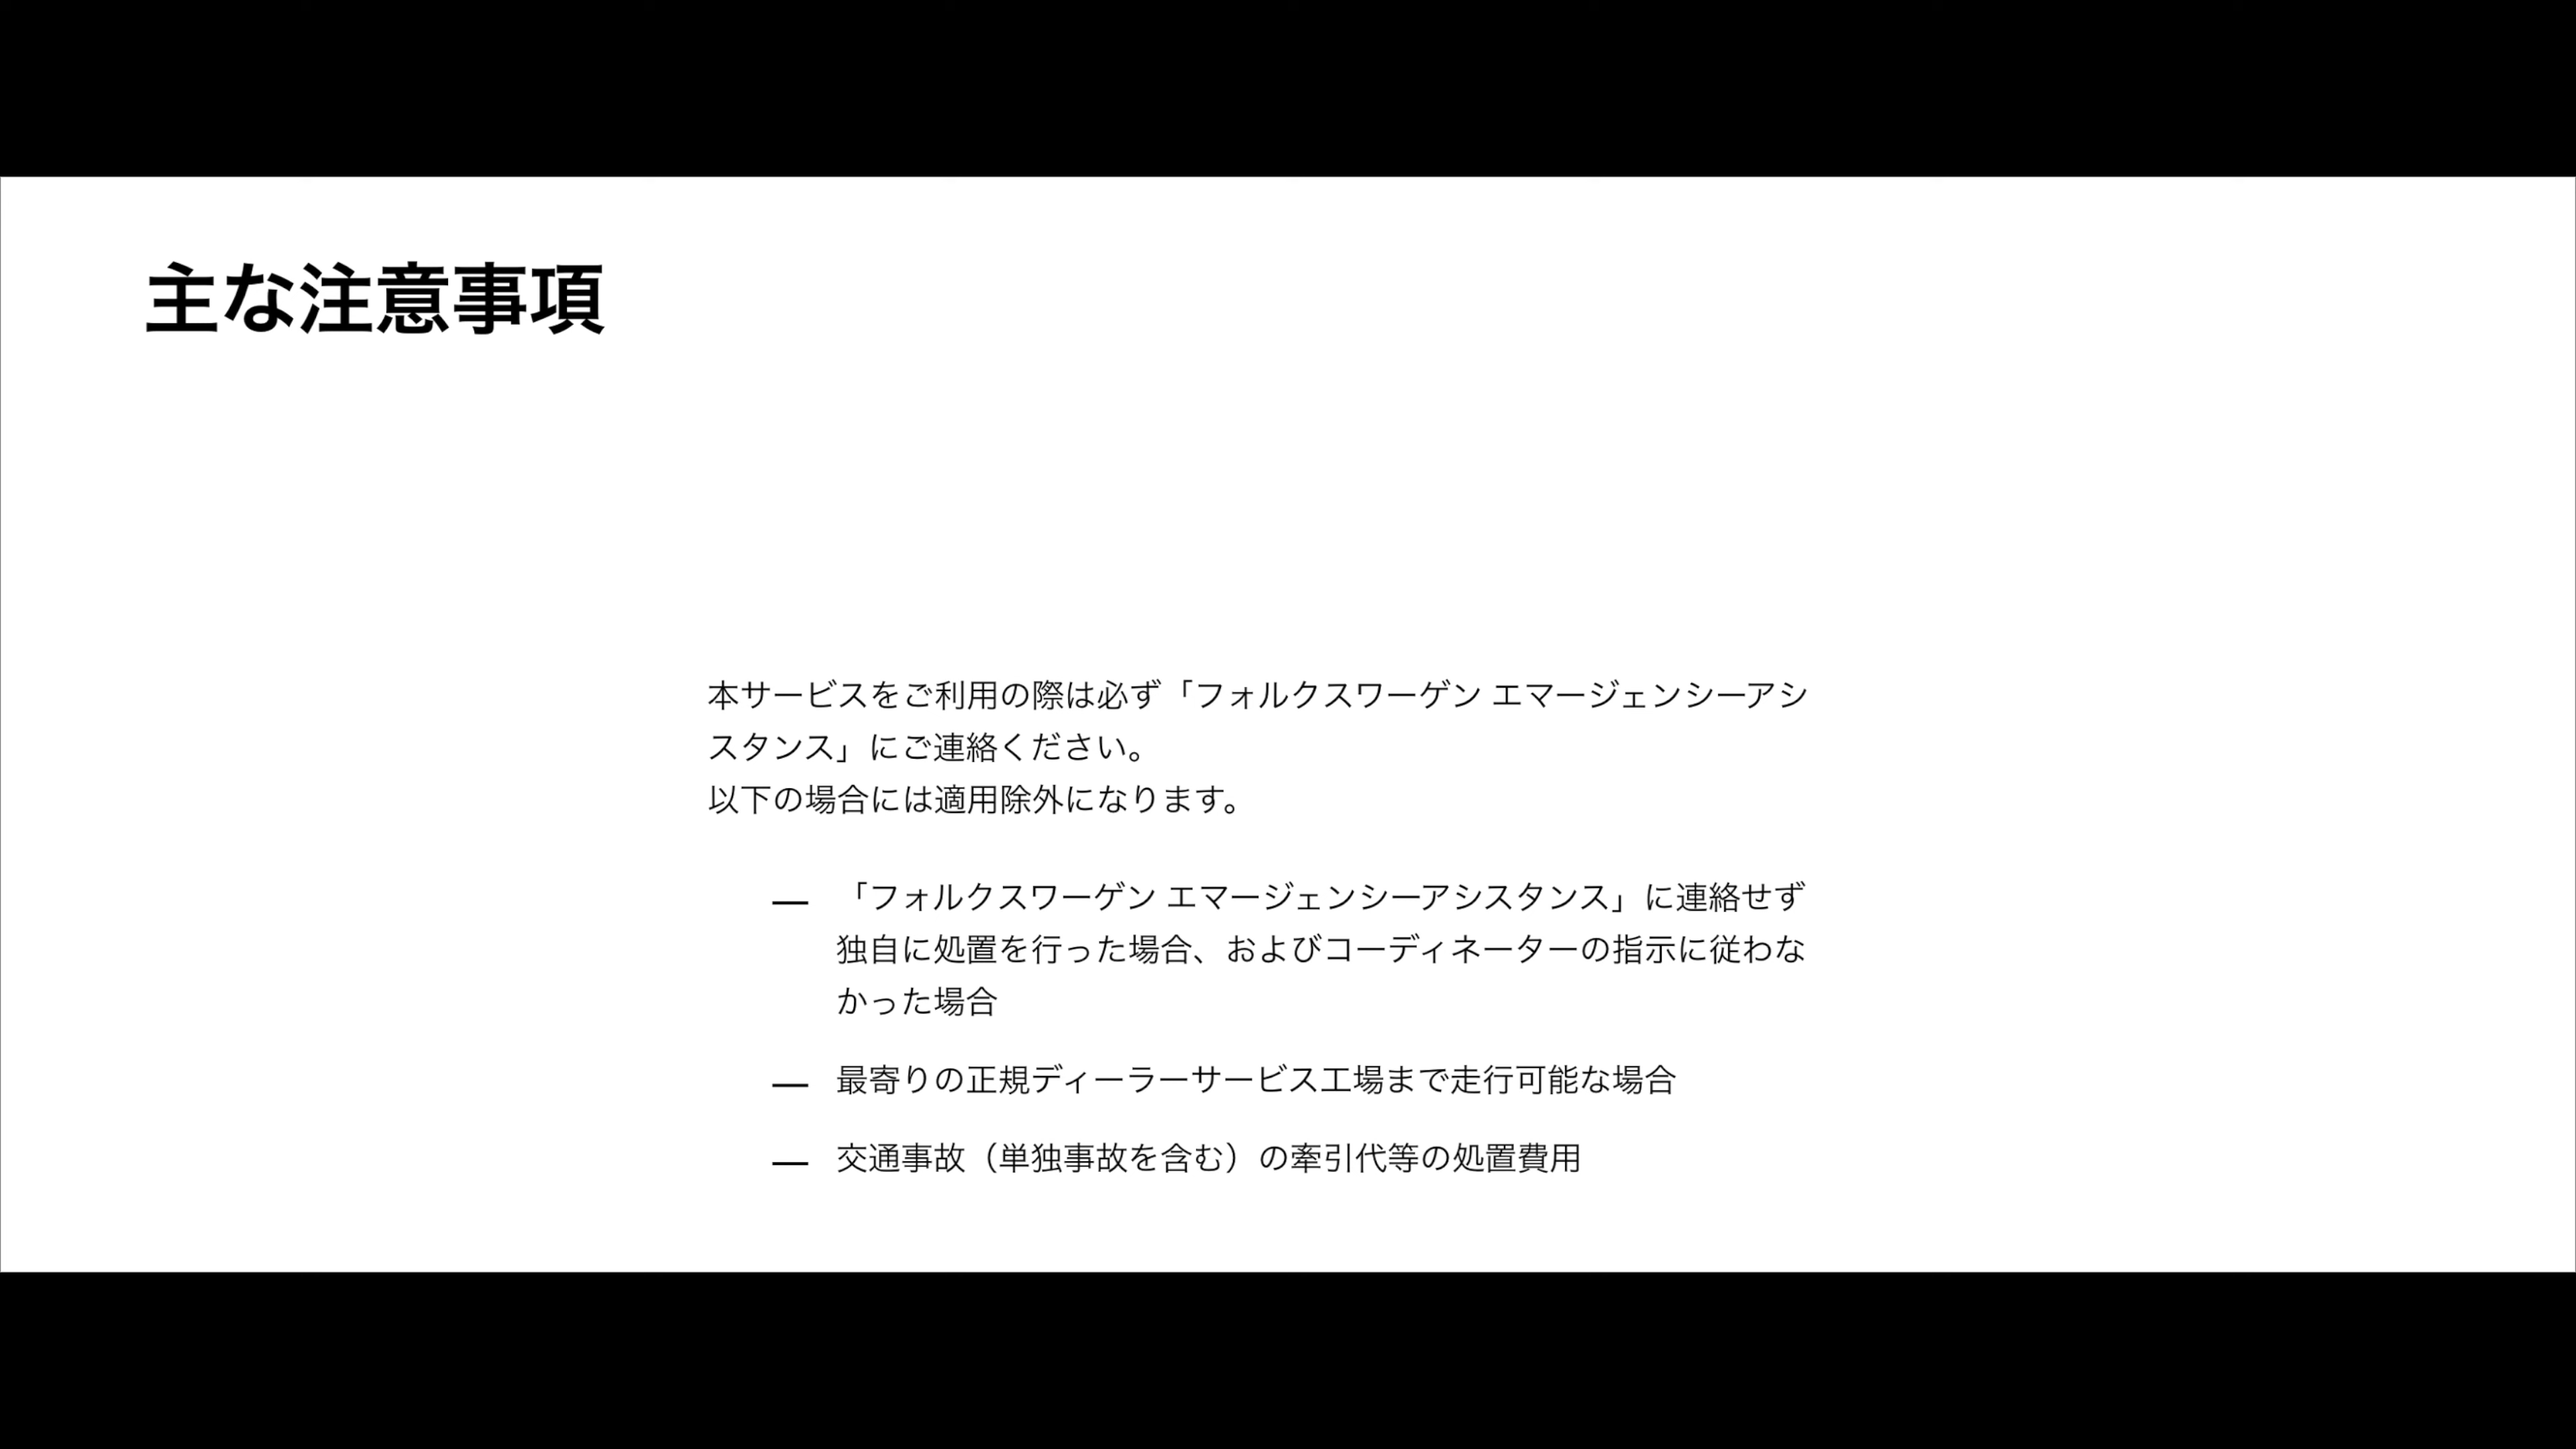 主な注意事項
本サービスをご利用の際は必ず「フォルクスワーゲン エマージェンシーアシ
スタンス」にご連絡ください。
以下の場合には適用除外になります。
「フォルクスワーゲン エマージェンシーアシスタンス」に連絡せず
独自に処置を行った場合、およびコーディネーターの指示に従わな
かった場合
最寄りの正規ディーラーサービス工場まで走行可能な場合
交通事故（単独事故を含む）の牽引代等の処置費用